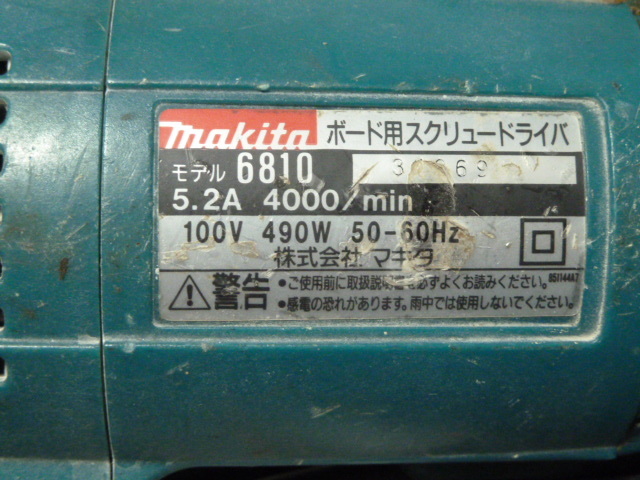 makita ボード用スクリュードライバ
モデル 6810
5.2A 4000/min
100V 490W 50-60Hz
株式会社 マキタ
警告 •ご使用前に取扱説明書を必ずよくお読みください。
•感電の恐れがあります。雨中では使用しないでください。
851144A7